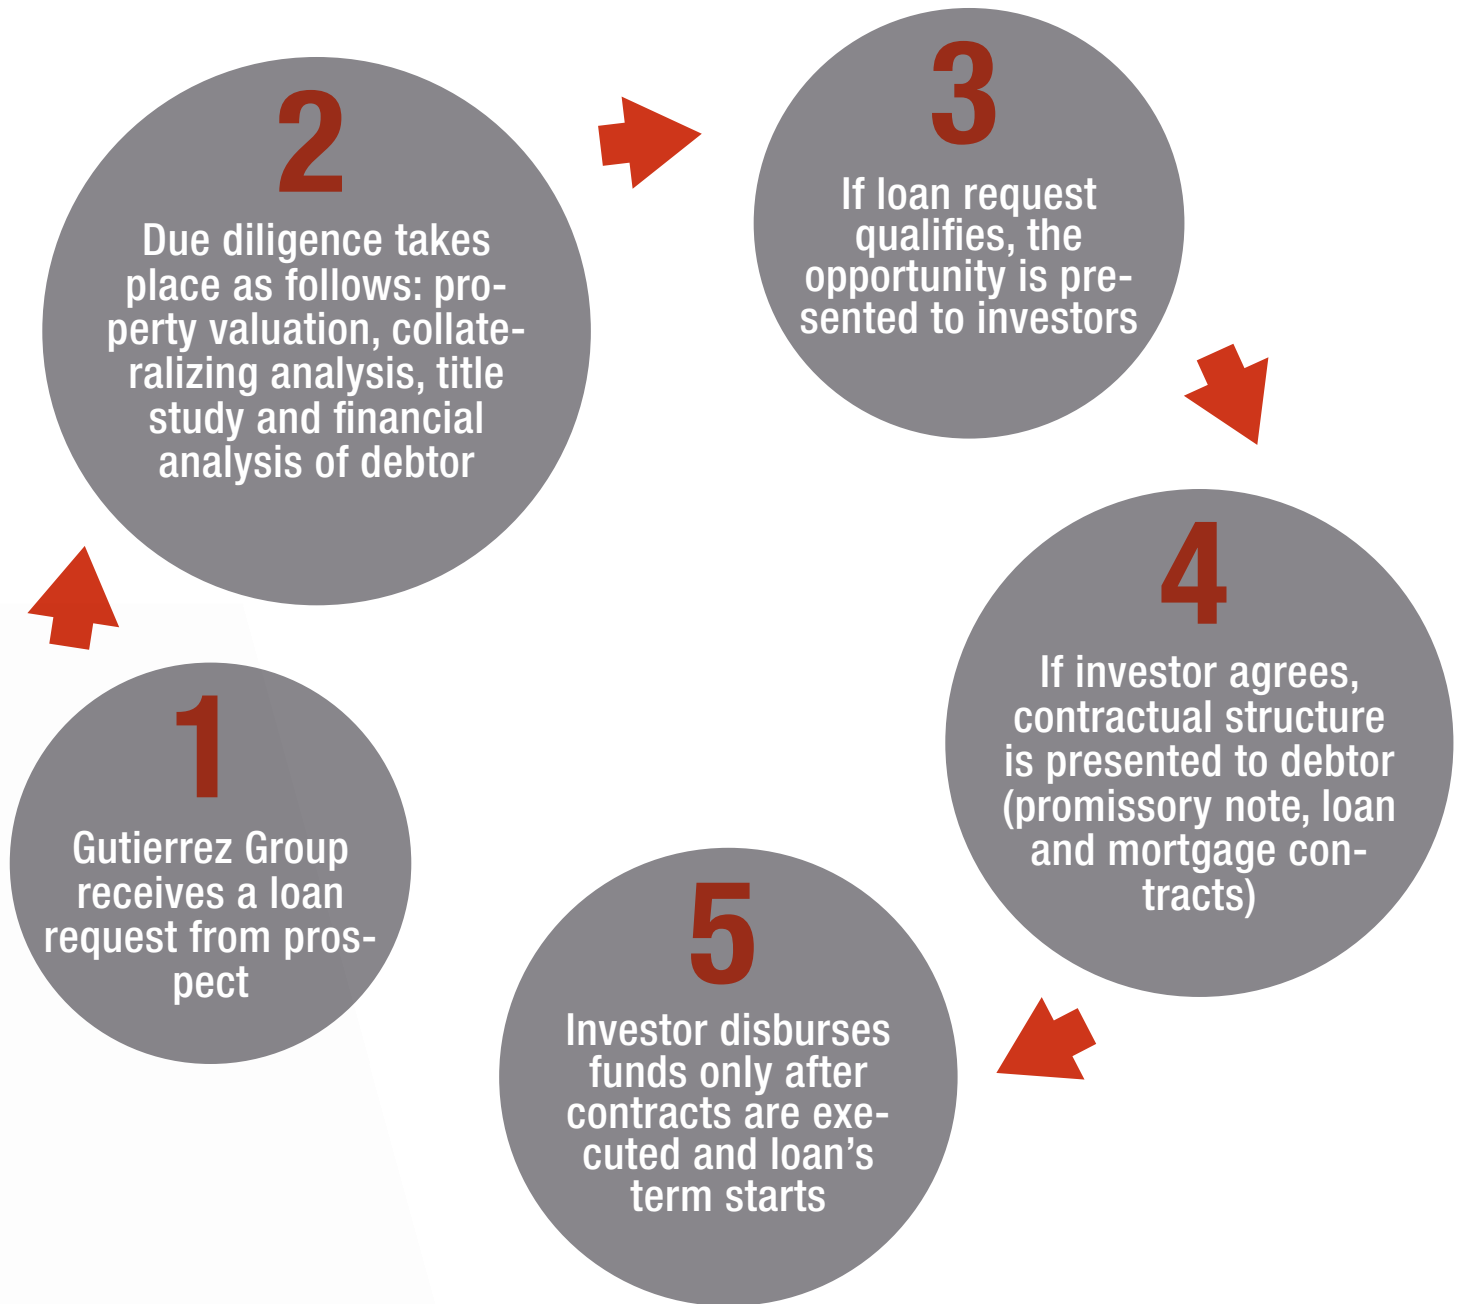 1
Gutierrez Group
receives a loan
request from pros-
pect
2
Due diligence takes
place as follows: pro-
perty valuation, collate-
ralizing analysis, title
study and financial
analysis of debtor
3
If loan request
qualifies, the
opportunity is pre-
sented to investors
4
If investor agrees,
contractual structure
is presented to debtor
(promissory note, loan
and mortgage con-
tracts)
5
Investor disburses
funds only after
contracts are exe-
cuted and loan’s
term starts